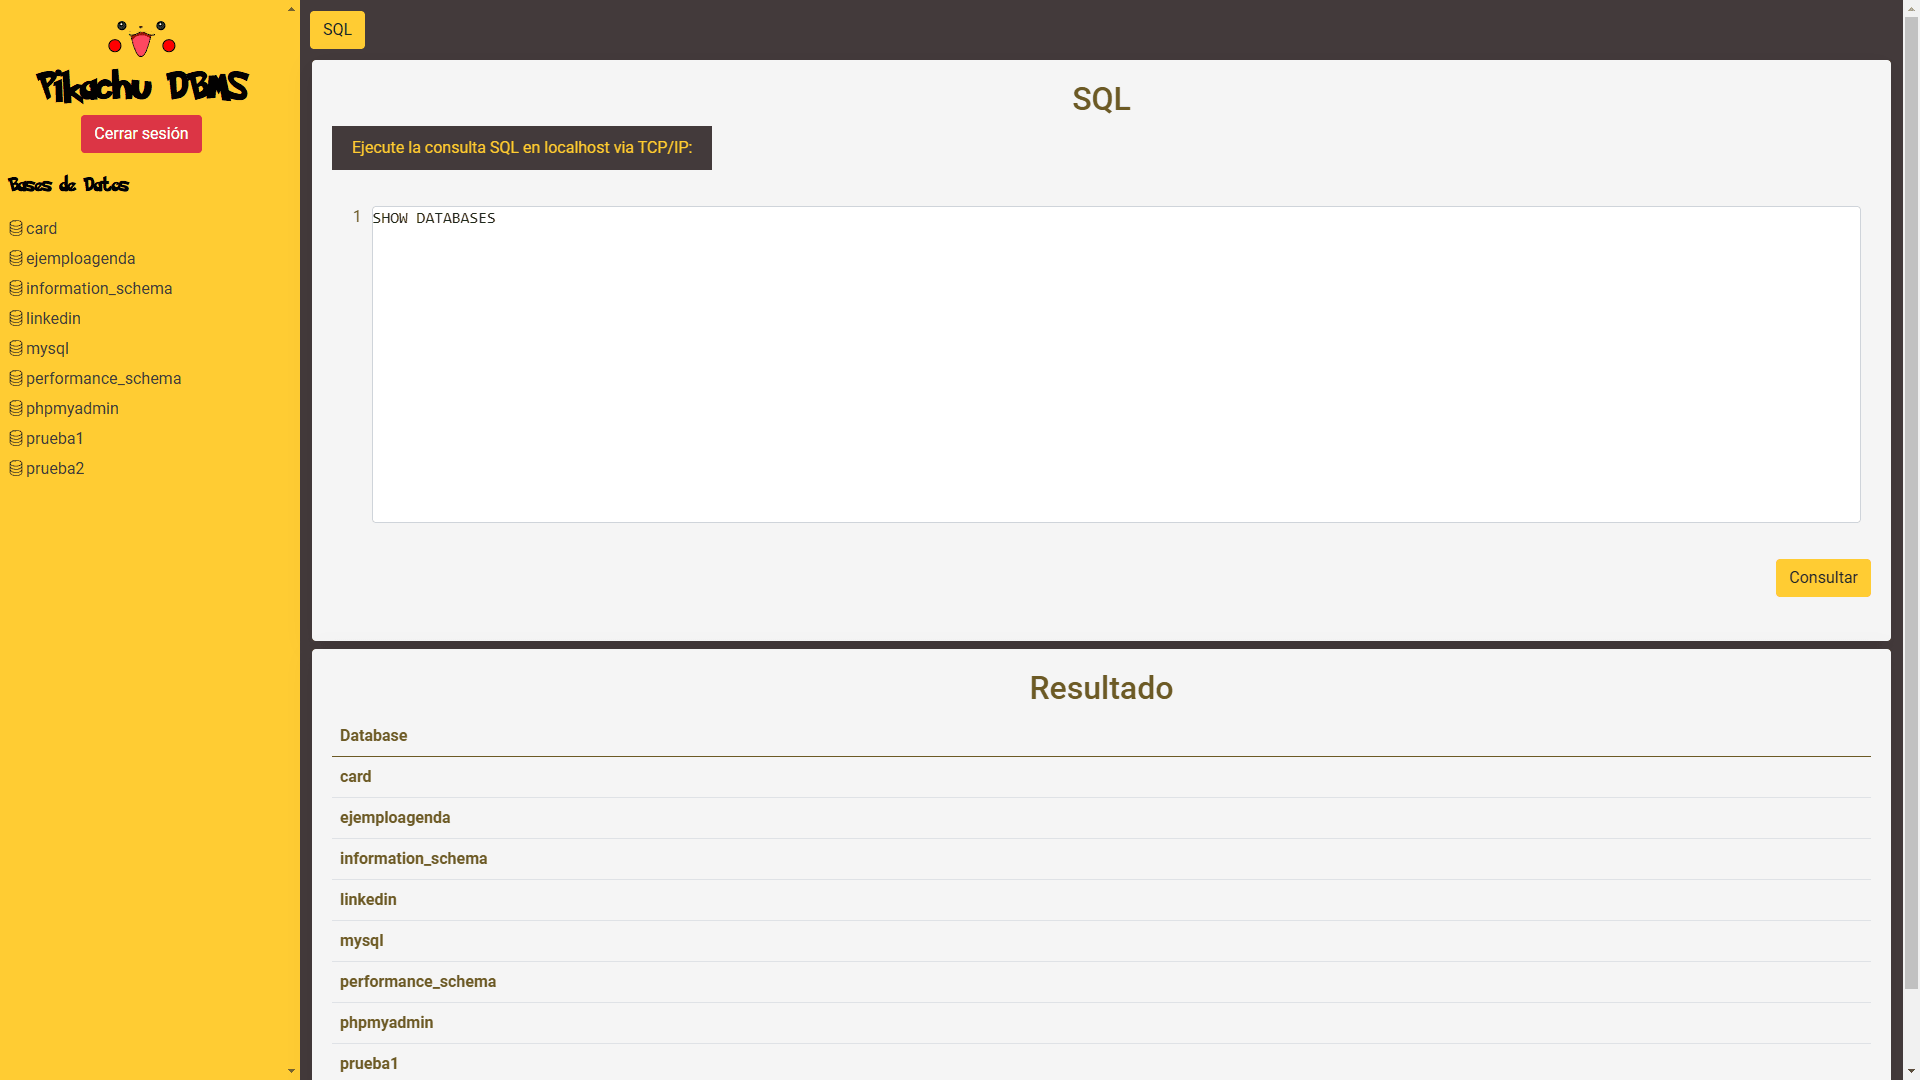 Pikachu DBMS
Cerrar sesión
Bases de Datos
card
ejemploagenda
information_schema
linkedin
mysql
performance_schema
phpmyadmin
prueba1
prueba2
SQL
SQL
Ejecute la consulta SQL en localhost via TCP/IP:
1 SHOW DATABASES
Consultar
Resultado
Database
card
ejemploagenda
information_schema
linkedin
mysql
performance_schema
phpmyadmin
prueba1